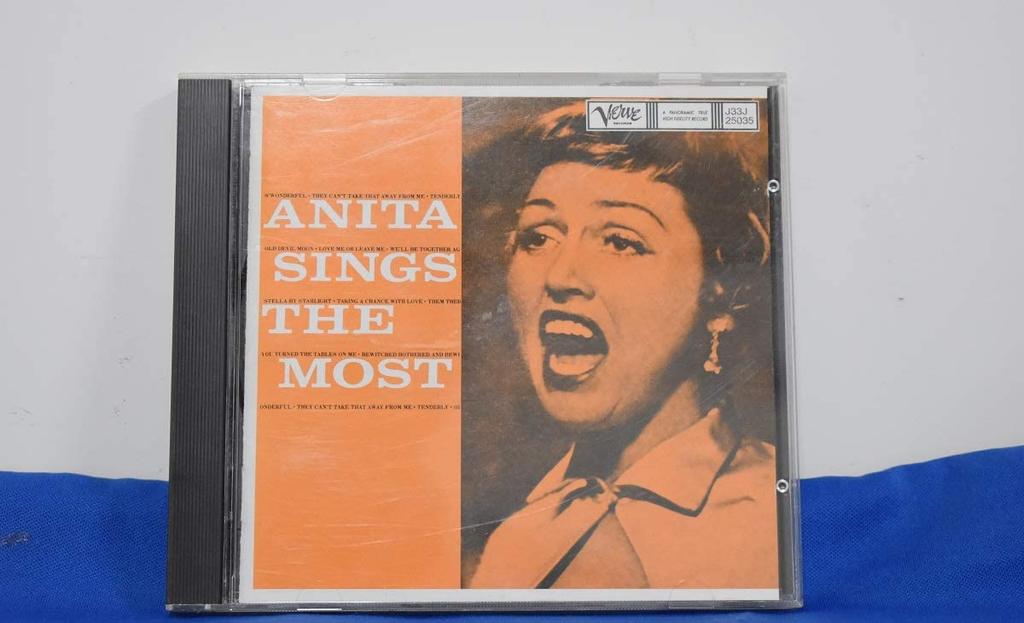 Verve
RECORDS
A PANORAMIC TRUE
HIGH FIDELITY RECORD
J33J
25035
S'WONDERFUL • THEY CAN'T TAKE THAT AWAY FROM ME • TENDERLY
ANITA
OLD DEVIL MOON • LOVE ME OR LEAVE ME • WE'LL BE TOGETHER AG
SINGS
STELLA BY STARLIGHT • TAKING A CHANCE WITH LOVE • THEM THER
THE
YOU TURNED THE TABLES ON ME • BEWITCHED BOTHERED AND BEWI
MOST
ONDERFUL • THEY CAN'T TAKE THAT AWAY FROM ME • TENDERLY • OL